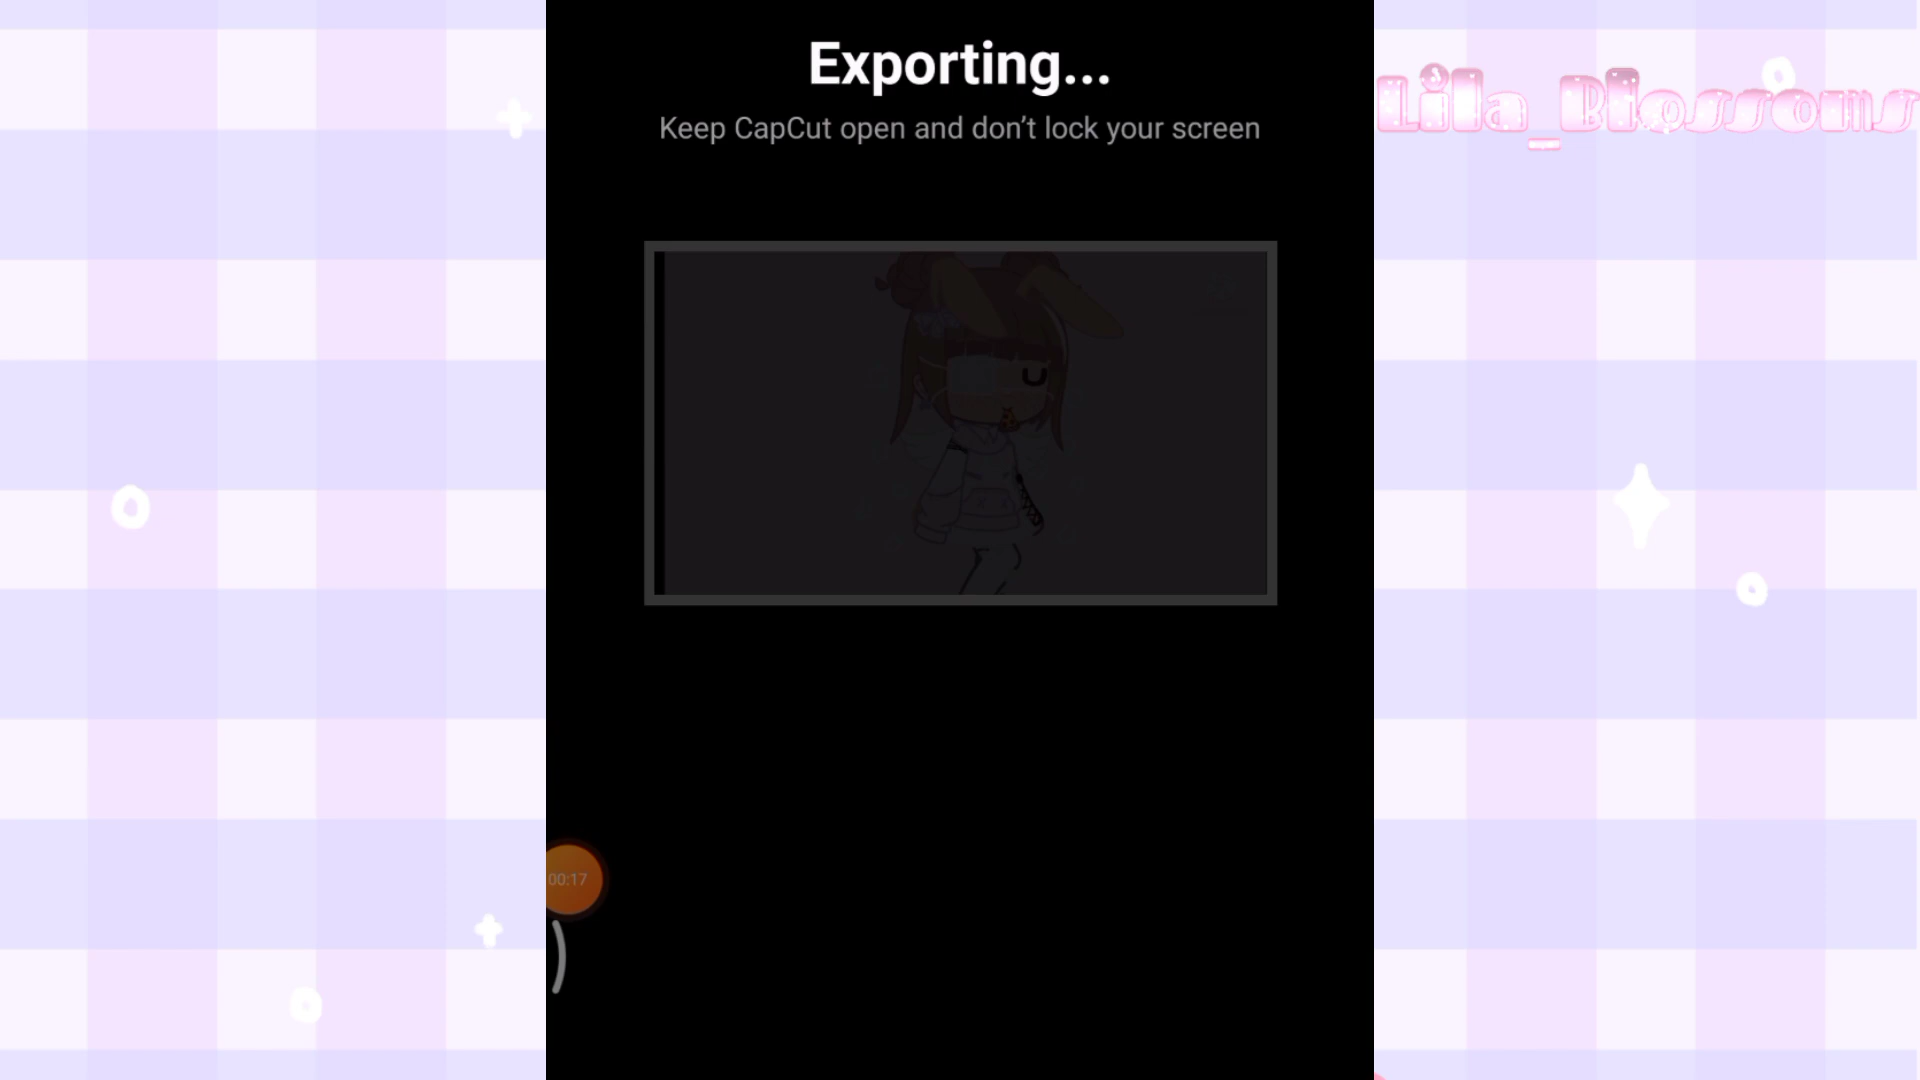 Exporting...
Keep CapCut open and don’t lock your screen
Lila_Blossoms
00:17